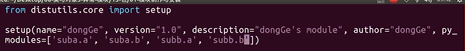 from distutils.core import setup
setup(name="dongGe", version="1.0", description="dongGe's module", author="dongGe", py_
modules=['suba.a', 'suba.b', 'subb.a', 'subb.b'])